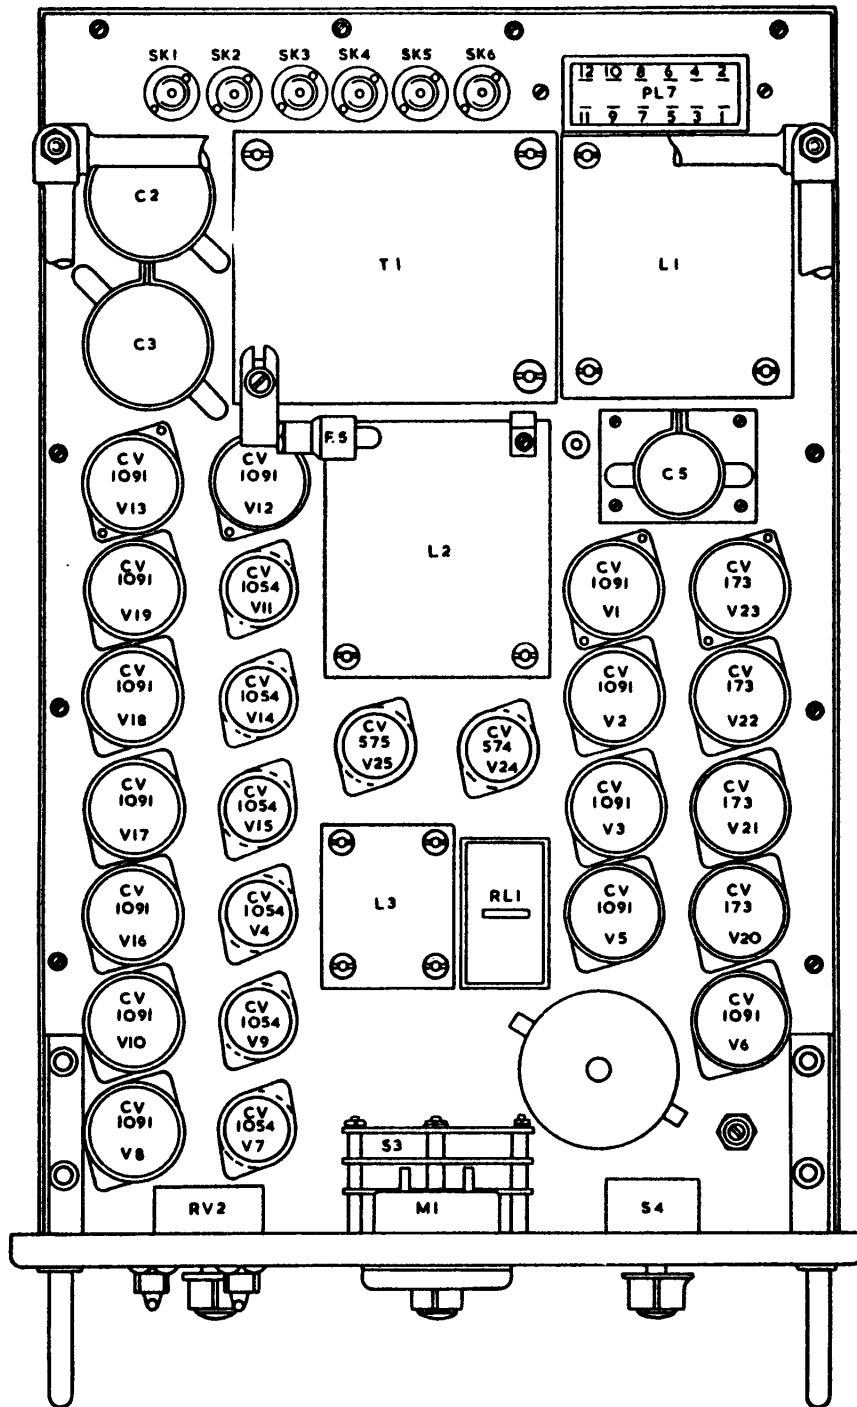 SK1 SK2 SK3 SK4 SK5 SK6
12 10 8 6 4 2
PL7
11 9 7 5 3 1
C2
T1
L1
C3
F.5
C5
CV
1091
V13
CV
1091
V12
L2
CV
1091
V19
CV
1054
V11
CV
1091
V1
CV
173
V23
CV
1091
V18
CV
1054
V14
CV
1091
V2
CV
173
V22
CV
575
V25
CV
574
V24
CV
1091
V17
CV
1054
V15
CV
1091
V3
CV
173
V21
CV
1091
V16
CV
1054
V4
L3
RL1
CV
1091
V5
CV
173
V20
CV
1091
V10
CV
1054
V9
CV
1091
V6
CV
1091
V8
CV
1054
V7
S3
RV2
M1
S4